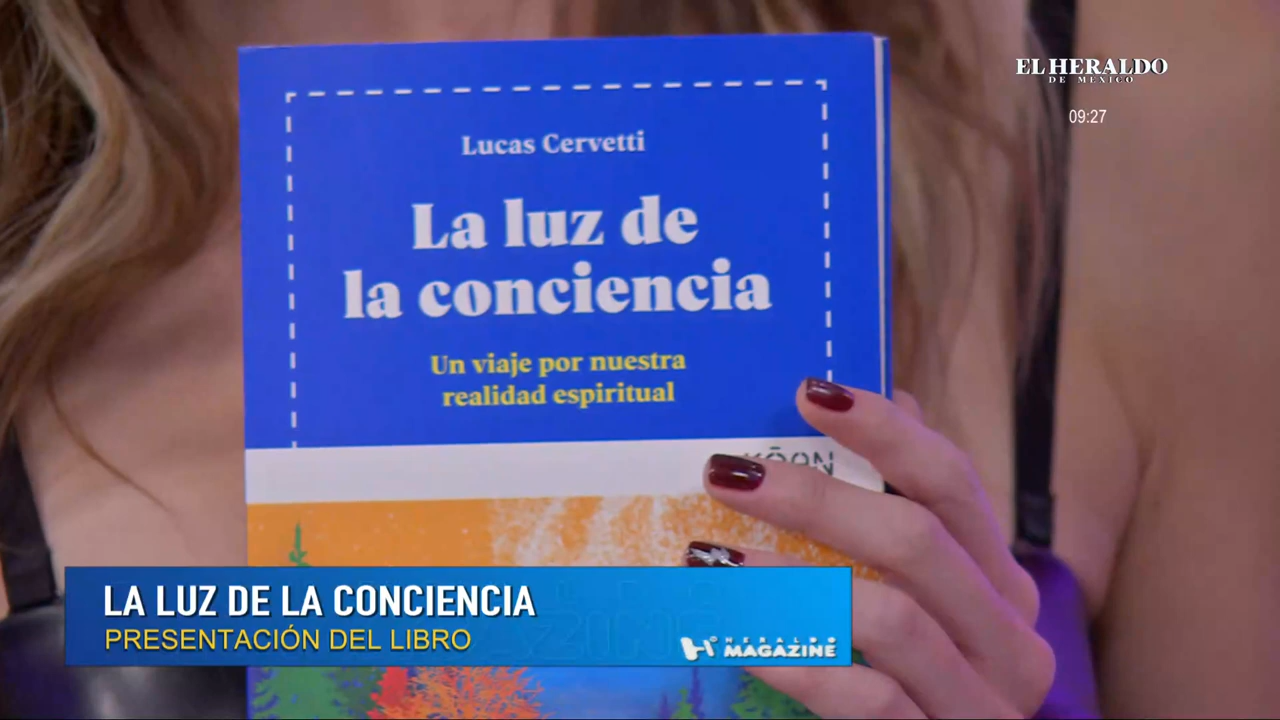 EL HERALDO
DE MÉXICO
09:27
Lucas Cervetti
La luz de
la conciencia
Un viaje por nuestra
realidad espiritual
LA LUZ DE LA CONCIENCIA
PRESENTACIÓN DEL LIBRO
HERALDO
MAGAZINE